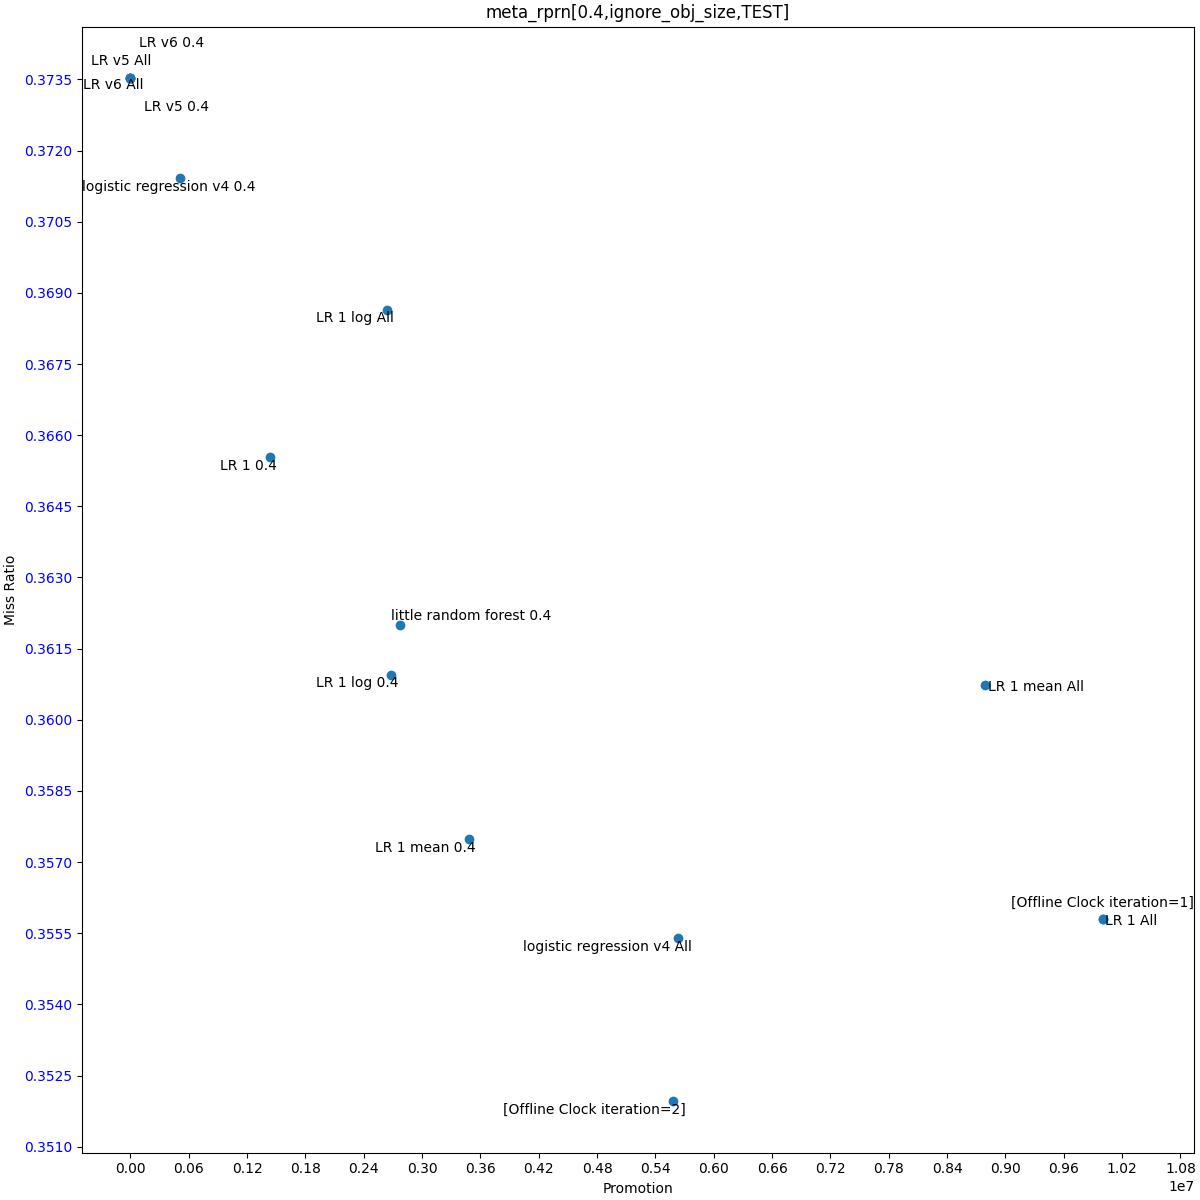 meta_rprn[0.4,ignore_obj_size,TEST]
LR v6 0.4
LR v5 All
LR v6 All
LR v5 0.4
logistic regression v4 0.4
LR 1 log All
LR 1 0.4
little random forest 0.4
LR 1 log 0.4
LR 1 mean All
LR 1 mean 0.4
[Offline Clock iteration=1]
LR 1 All
logistic regression v4 All
[Offline Clock iteration=2]
Miss Ratio
0.3735
0.3720
0.3705
0.3690
0.3675
0.3660
0.3645
0.3630
0.3615
0.3600
0.3585
0.3570
0.3555
0.3540
0.3525
0.3510
0.00 0.06 0.12 0.18 0.24 0.30 0.36 0.42 0.48 0.54 0.60 0.66 0.72 0.78 0.84 0.90 0.96 1.02 1.08
1e7
Promotion